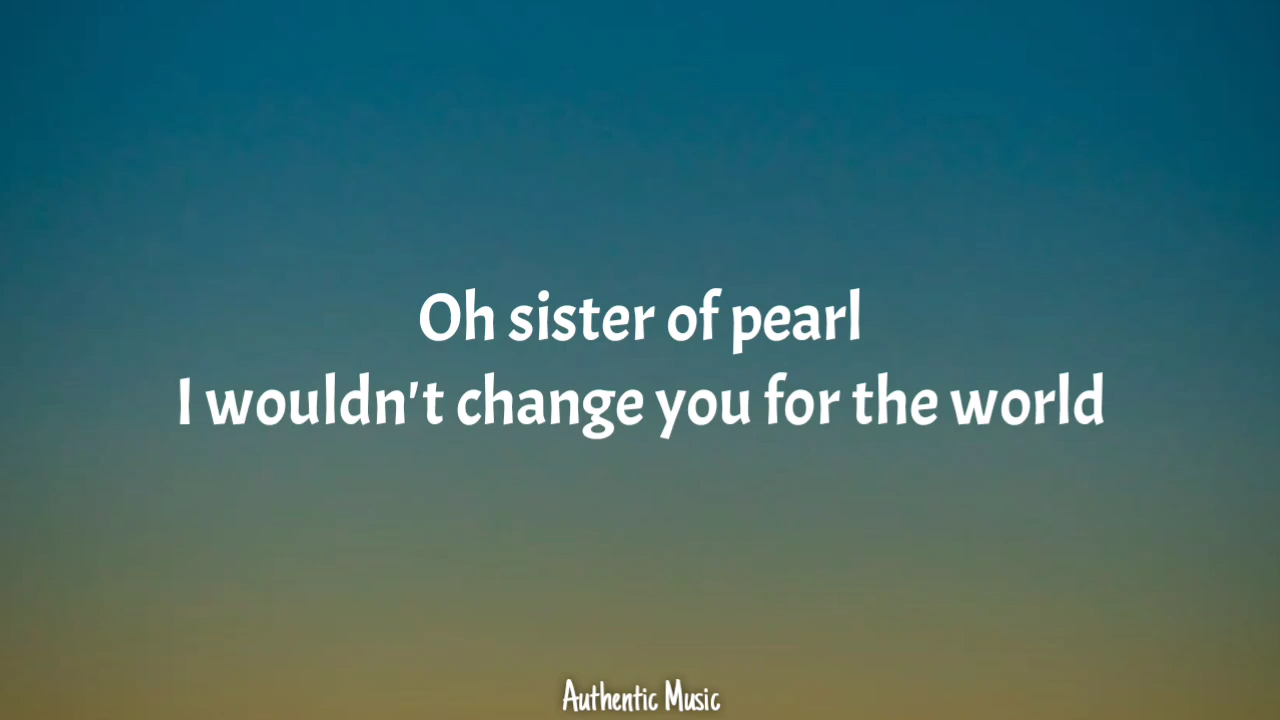 Oh sister of pearl
I wouldn't change you for the world
Authentic Music